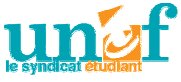 unef
le syndicat étudiant